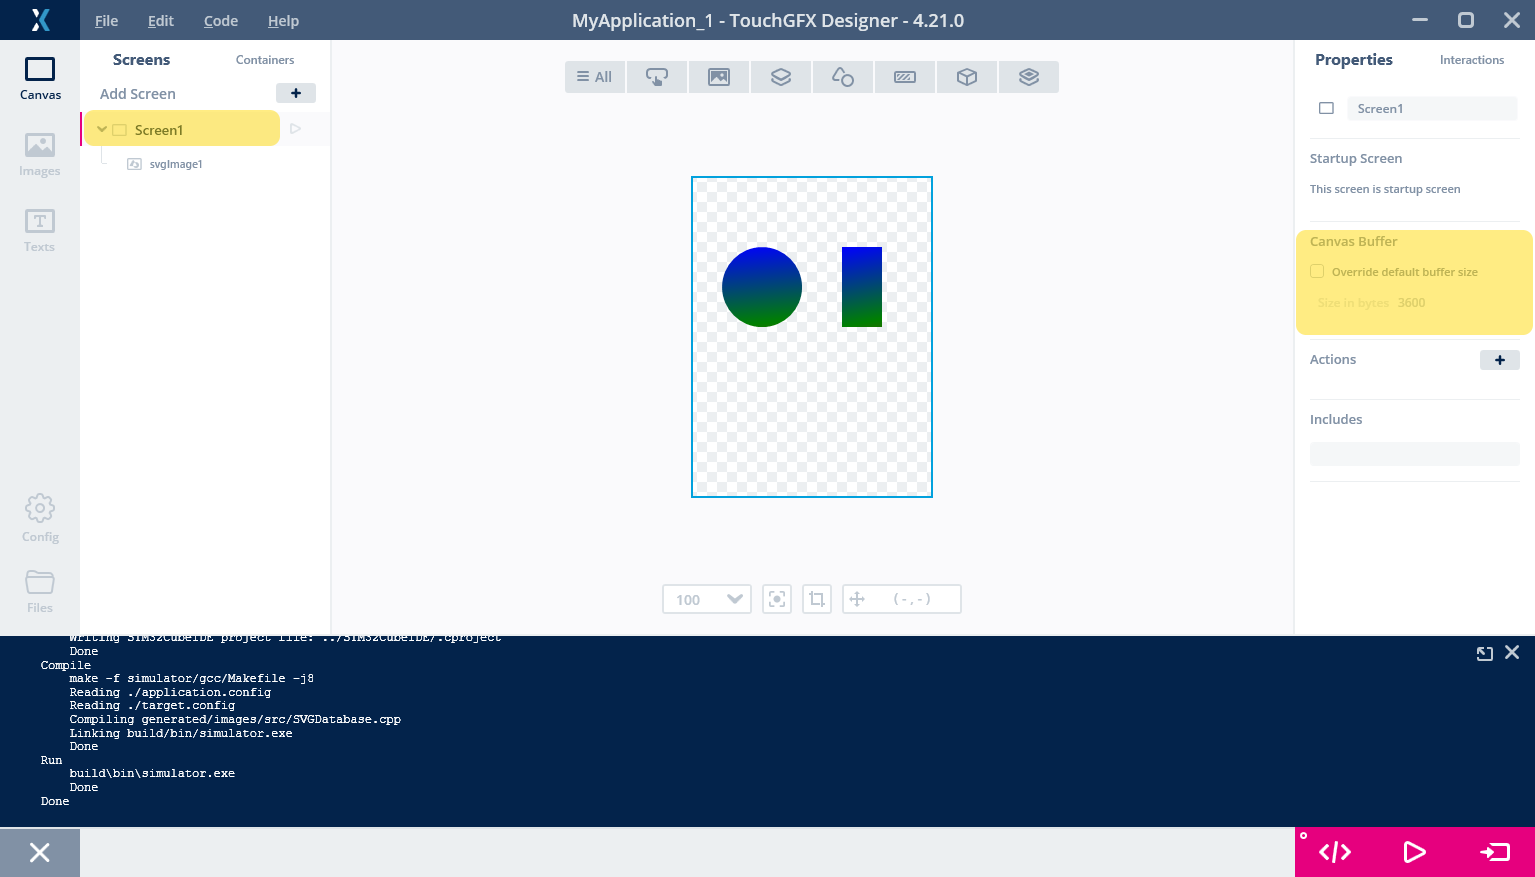 File Edit Code Help
MyApplication_1 - TouchGFX Designer - 4.21.0
Canvas
Images
Texts
Config
Files
Screens Containers
Add Screen
Screen1
svgImage1
All
100
( - , - )
Properties Interactions
Screen1
Startup Screen
This screen is startup screen
Canvas Buffer
Override default buffer size
Size in bytes 3600
Actions
Includes
Writing STM32CubeIDE project file: ../STM32CubeIDE/.cproject
Done
Compile
make -f simulator/gcc/Makefile -j8
Reading ./application.config
Reading ./target.config
Compiling generated/images/src/SVGDatabase.cpp
Linking build/bin/simulator.exe
Done
Run
build\bin\simulator.exe
Done
Done